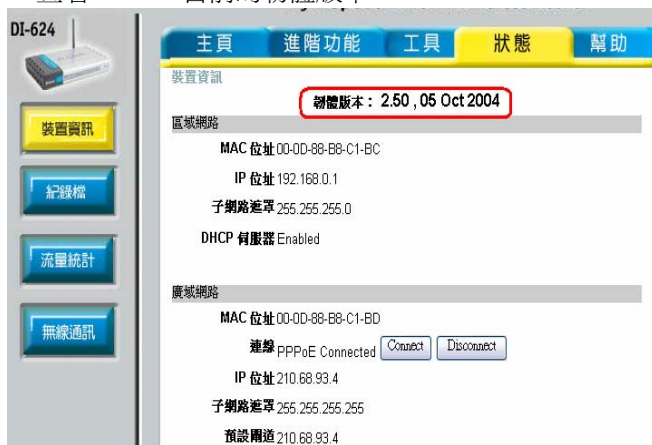 DI-624
主頁 進階功能 工具 狀態 幫助
裝置資訊
韌體版本： 2.50 , 05 Oct 2004
裝置資訊
區域網路
MAC 位址 00-0D-88-B8-C1-BC
IP 位址 192.168.0.1
紀錄檔
子網路遮罩 255.255.255.0
DHCP 伺服器 Enabled
流量統計
廣域網路
MAC 位址 00-0D-88-B8-C1-BD
無線通訊
連線 PPPoE Connected Connect Disconnect
IP 位址 210.68.93.4
子網路遮罩 255.255.255.255
預設閘道 210.68.93.4